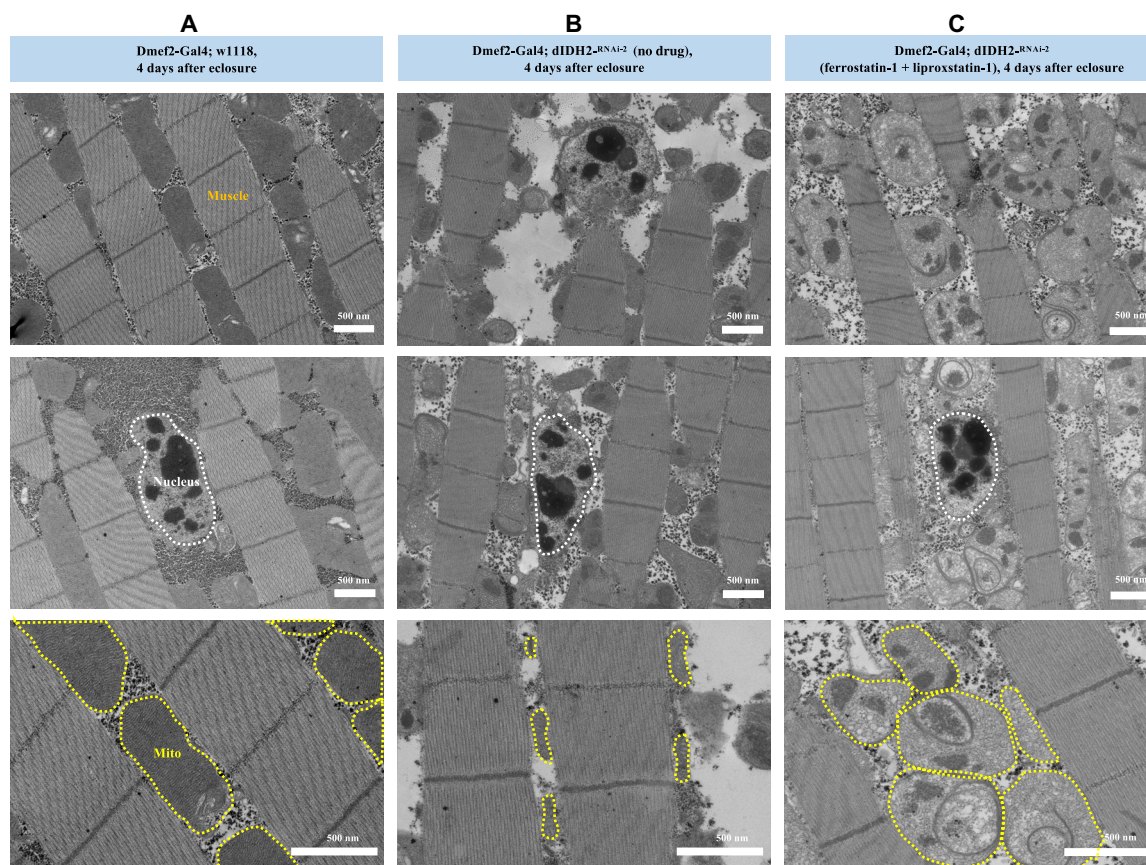 A
B
C
Dmef2-Gal4; w1118,
4 days after eclosure
Dmef2-Gal4; dIDH2-RNAi-2 (no drug),
4 days after eclosure
Dmef2-Gal4; dIDH2-RNAi-2
(ferrostatin-1 + liproxstatin-1), 4 days after eclosure
Muscle
500 nm
500 nm
500 nm
Nucleus
500 nm
500 nm
500 nm
Mito
500 nm
500 nm
500 nm